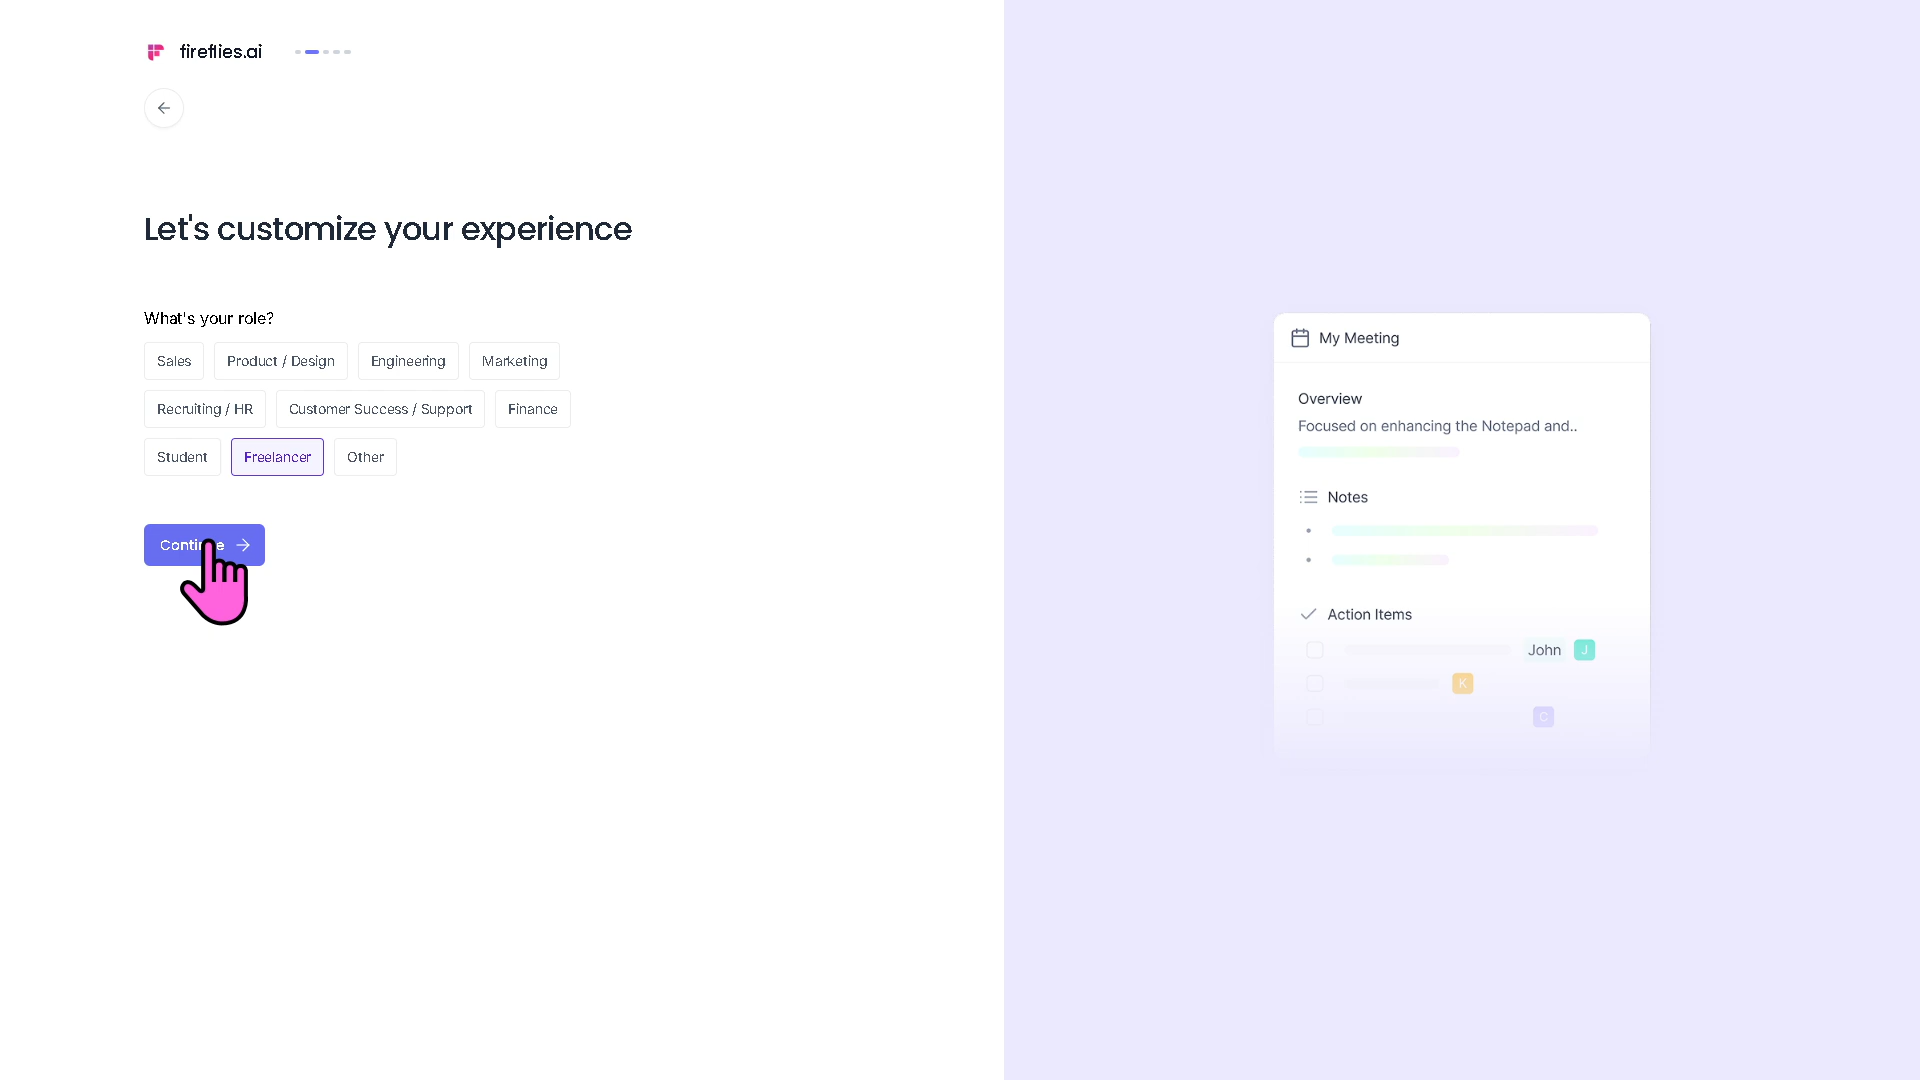 fireflies.ai
Let's customize your experience
What's your role?
Sales
Product / Design
Engineering
Marketing
Recruiting / HR
Customer Success / Support
Finance
Student
Freelancer
Other
Continue
My Meeting
Overview
Focused on enhancing the Notepad and..
Notes
Action Items
John J
K
C